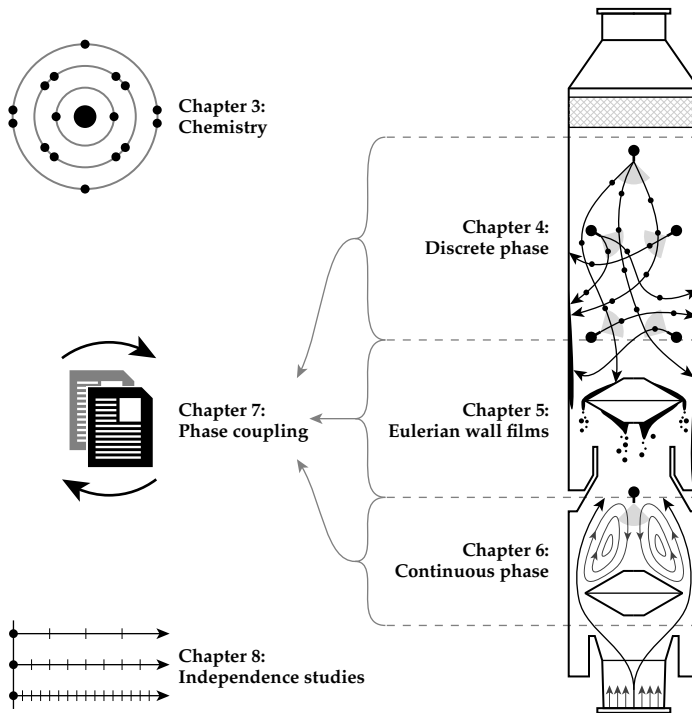 Chapter 3:
Chemistry
Chapter 4:
Discrete phase
Chapter 7:
Phase coupling
Chapter 5:
Eulerian wall films
Chapter 6:
Continuous phase
Chapter 8:
Independence studies